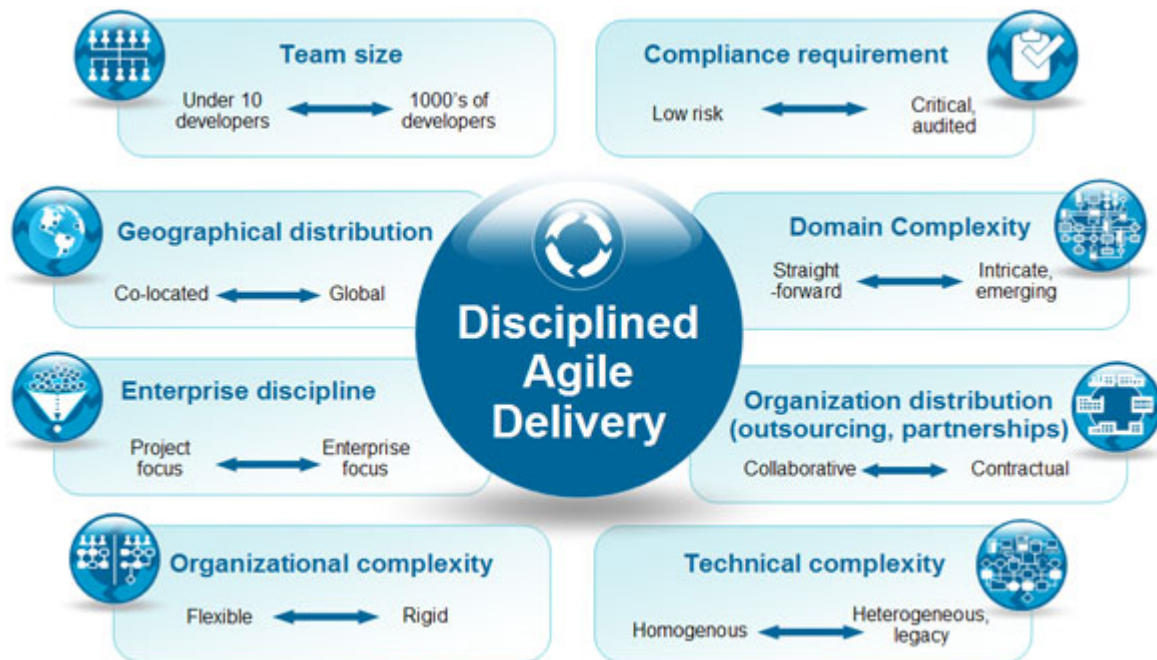 Team size
Under 10
developers
1000's of
developers
Compliance requirement
Low risk
Critical,
audited
Geographical distribution
Co-located
Global
Domain Complexity
Straight
-forward
Intricate,
emerging
Disciplined
Agile
Delivery
Enterprise discipline
Project
focus
Enterprise
focus
Organization distribution
(outsourcing, partnerships)
Collaborative
Contractual
Organizational complexity
Flexible
Rigid
Technical complexity
Homogenous
Heterogeneous,
legacy